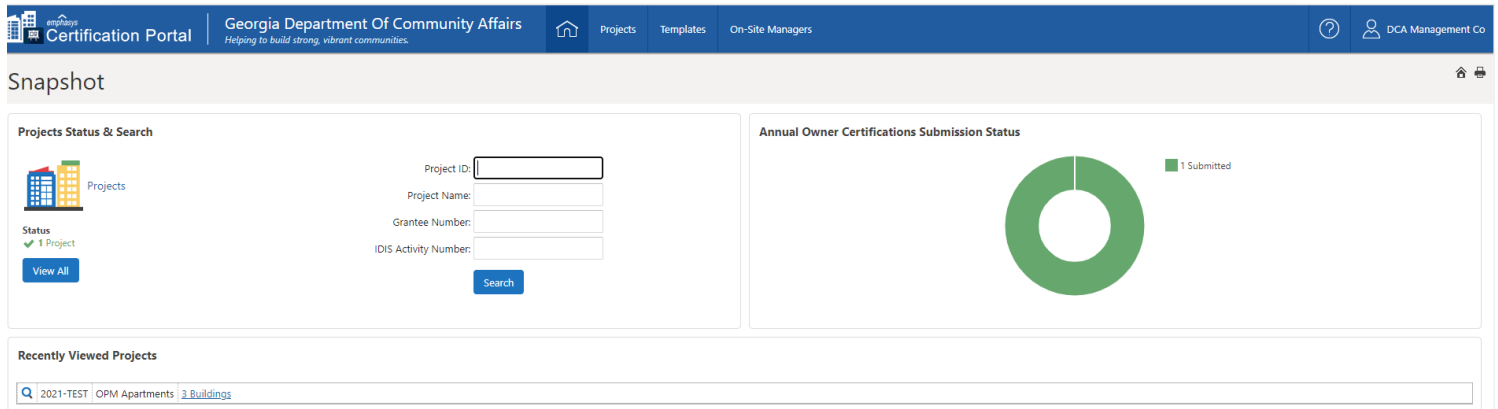 emphasys
Certification Portal
Georgia Department Of Community Affairs
Helping to build strong, vibrant communities.
Projects
Templates
On-Site Managers
DCA Management Co
Snapshot
Projects Status & Search
Projects
Status
1 Project
View All
Project ID:
Project Name:
Grantee Number:
IDIS Activity Number:
Search
Annual Owner Certifications Submission Status
1 Submitted
Recently Viewed Projects
2021-TEST OPM Apartments 3 Buildings